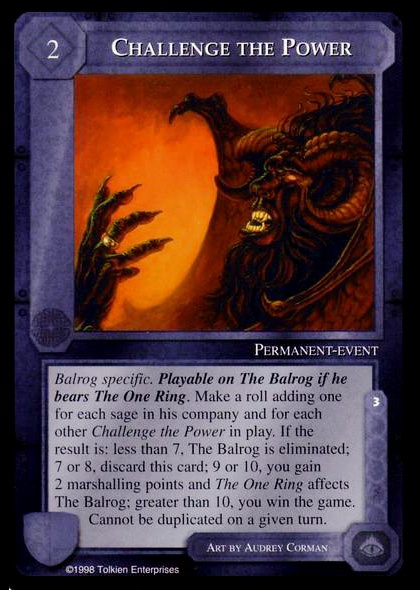 2
CHALLENGE THE POWER
PERMANENT-EVENT
Balrog specific. Playable on The Balrog if he
bears The One Ring. Make a roll adding one
for each sage in his company and for each
other Challenge the Power in play. If the
result is: less than 7, The Balrog is eliminated;
7 or 8, discard this card; 9 or 10, you gain
2 marshalling points and The One Ring affects
The Balrog; greater than 10, you win the game.
Cannot be duplicated on a given turn.
3
ART BY AUDREY CORMAN
©1998 Tolkien Enterprises